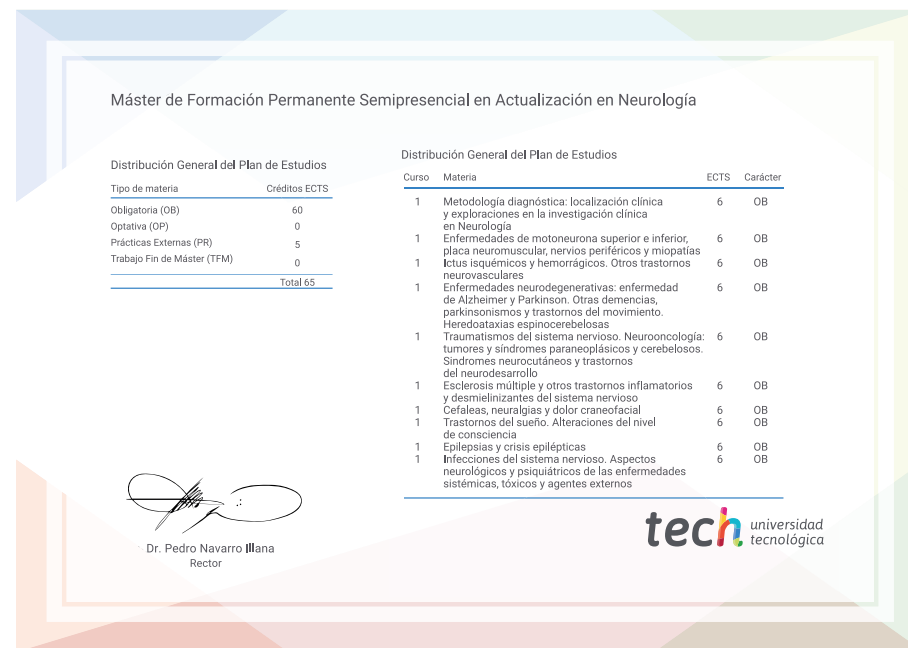 Máster de Formación Permanente Semipresencial en Actualización en Neurología
Distribución General del Plan de Estudios
Tipo de materia Créditos ECTS
Obligatoria (OB) 60
Optativa (OP) 0
Prácticas Externas (PR) 5
Trabajo Fin de Máster (TFM) 0
Total 65
Distribución General del Plan de Estudios
Curso Materia ECTS Carácter
1 Metodología diagnóstica: localización clínica 6 OB
y exploraciones en la investigación clínica
en Neurología
1 Enfermedades de motoneurona superior e inferior, 6 OB
placa neuromuscular, nervios periféricos y miopatías
1 Ictus isquémicos y hemorrágicos. Otros trastornos 6 OB
neurovasculares
1 Enfermedades neurodegenerativas: enfermedad 6 OB
de Alzheimer y Parkinson. Otras demencias,
parkinsonismos y trastornos del movimiento.
Heredoataxias espinocerebelosas
1 Traumatismos del sistema nervioso. Neurooncología: 6 OB
tumores y síndromes paraneoplásicos y cerebelosos.
Sindromes neurocutáneos y trastornos
del neurodesarrollo
1 Esclerosis múltiple y otros trastornos inflamatorios 6 OB
y desmielinizantes del sistema nervioso
1 Cefaleas, neuralgias y dolor craneofacial 6 OB
1 Trastornos del sueño. Alteraciones del nivel 6 OB
de consciencia
1 Epilepsias y crisis epilépticas 6 OB
1 Infecciones del sistema nervioso. Aspectos 6 OB
neurológicos y psiquiátricos de las enfermedades
sistémicas, tóxicos y agentes externos
Dr. Pedro Navarro Illana
Rector
tech universidad
tecnológica